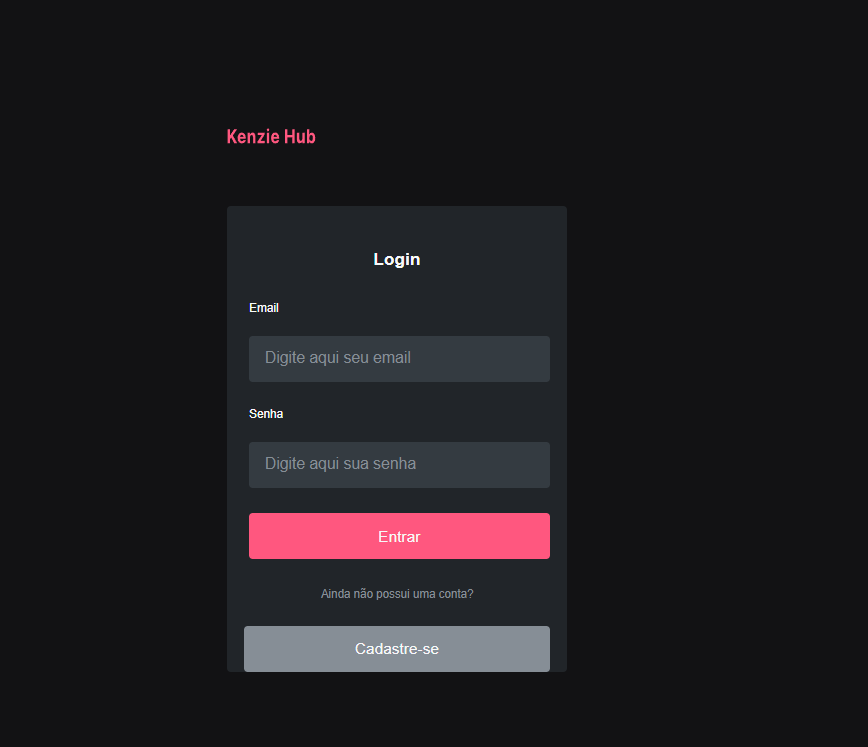 Kenzie Hub
Login
Email
Digite aqui seu email
Senha
Digite aqui sua senha
Entrar
Ainda não possui uma conta?
Cadastre-se